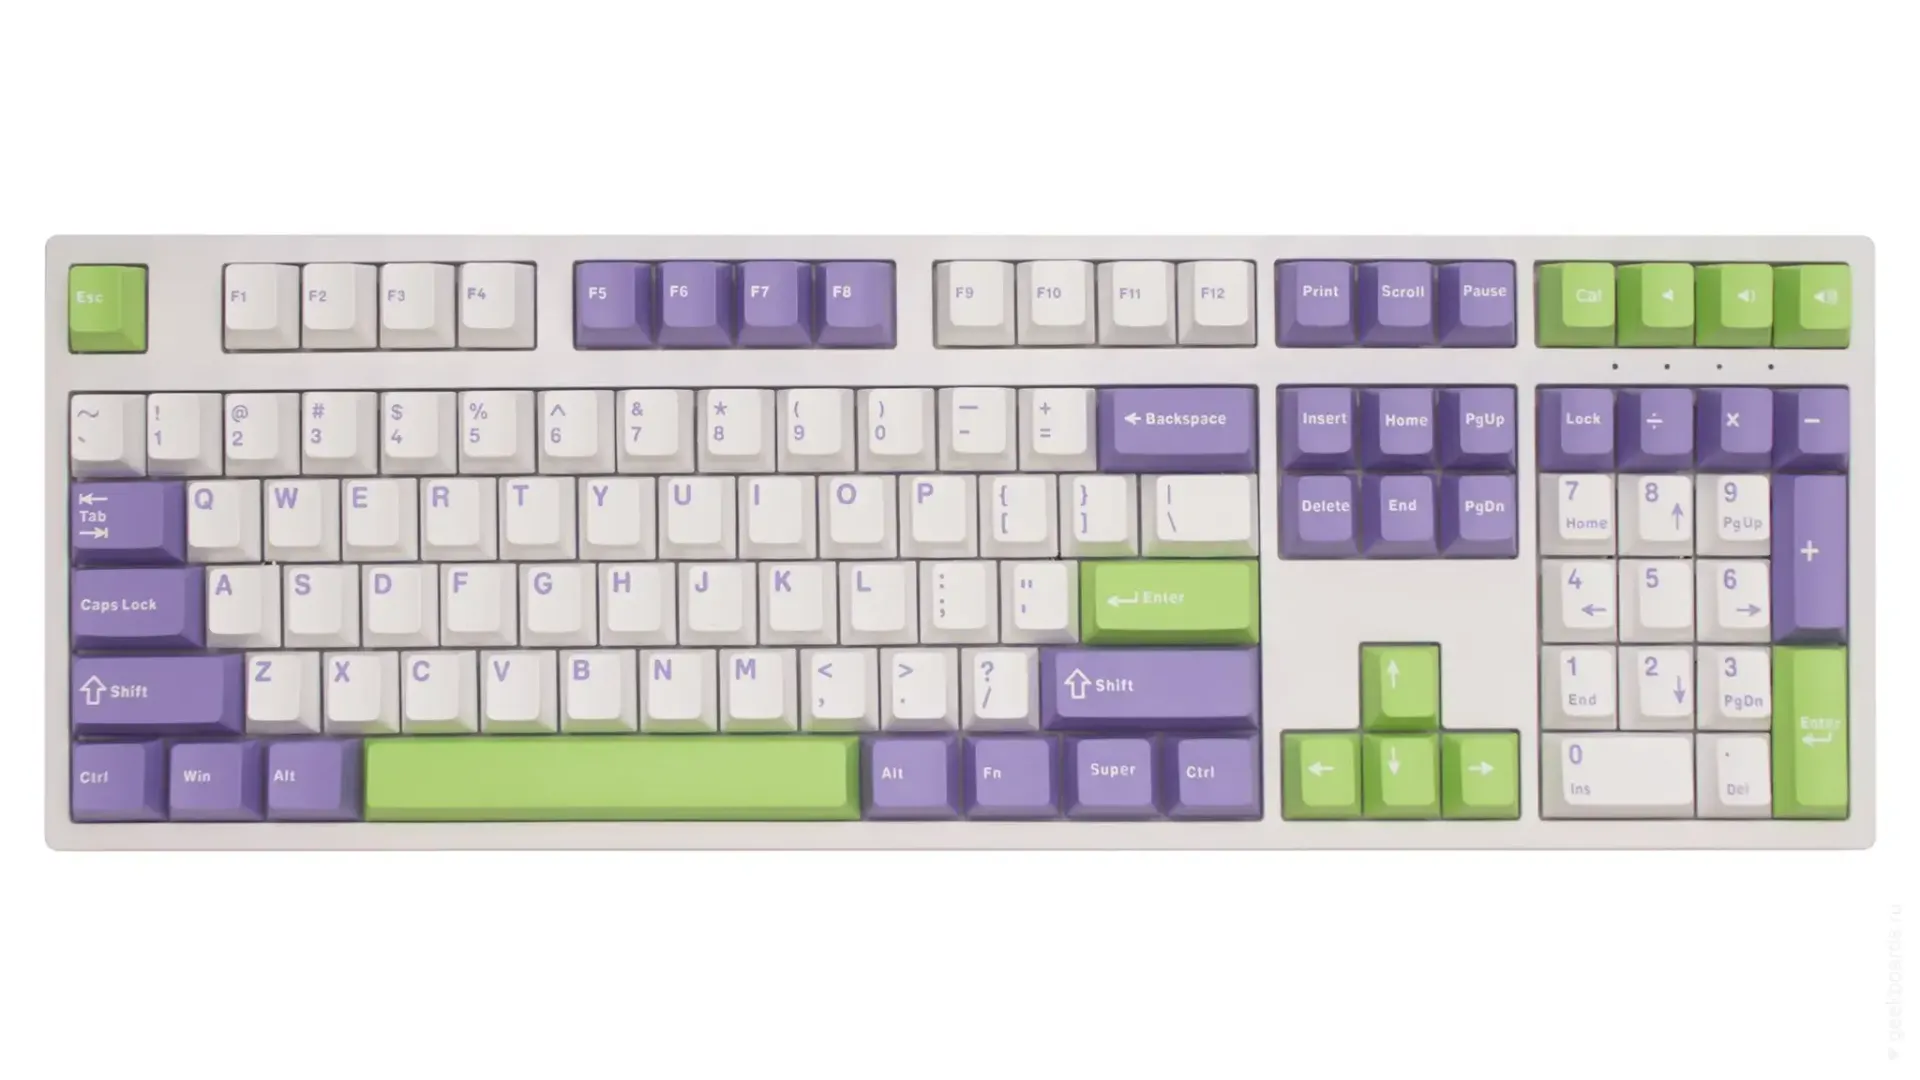 Esc F1 F2 F3 F4 F5 F6 F7 F8 F9 F10 F11 F12 Print Scroll Pause Cal
~ ! @ # $ % ^ & * ( ) — +
` 1 2 3 4 5 6 7 8 9 0 - = ← Backspace Insert Home PgUp Lock ÷ × −
Q W E R T Y U I O P { } | 7 8 9
Tab [ ] \ Delete End PgDn Home ↑ PgUp +
A S D F G H J K L : " 4 5 6
Caps Lock ; ' Enter ← →
Z X C V B N M < > ? 1 2 3
Shift , . / Shift ↑ End ↓ PgDn Enter
Ctrl Win Alt Alt Fn Super Ctrl ← ↓ → 0 .
Ins Del
geekboards.ru